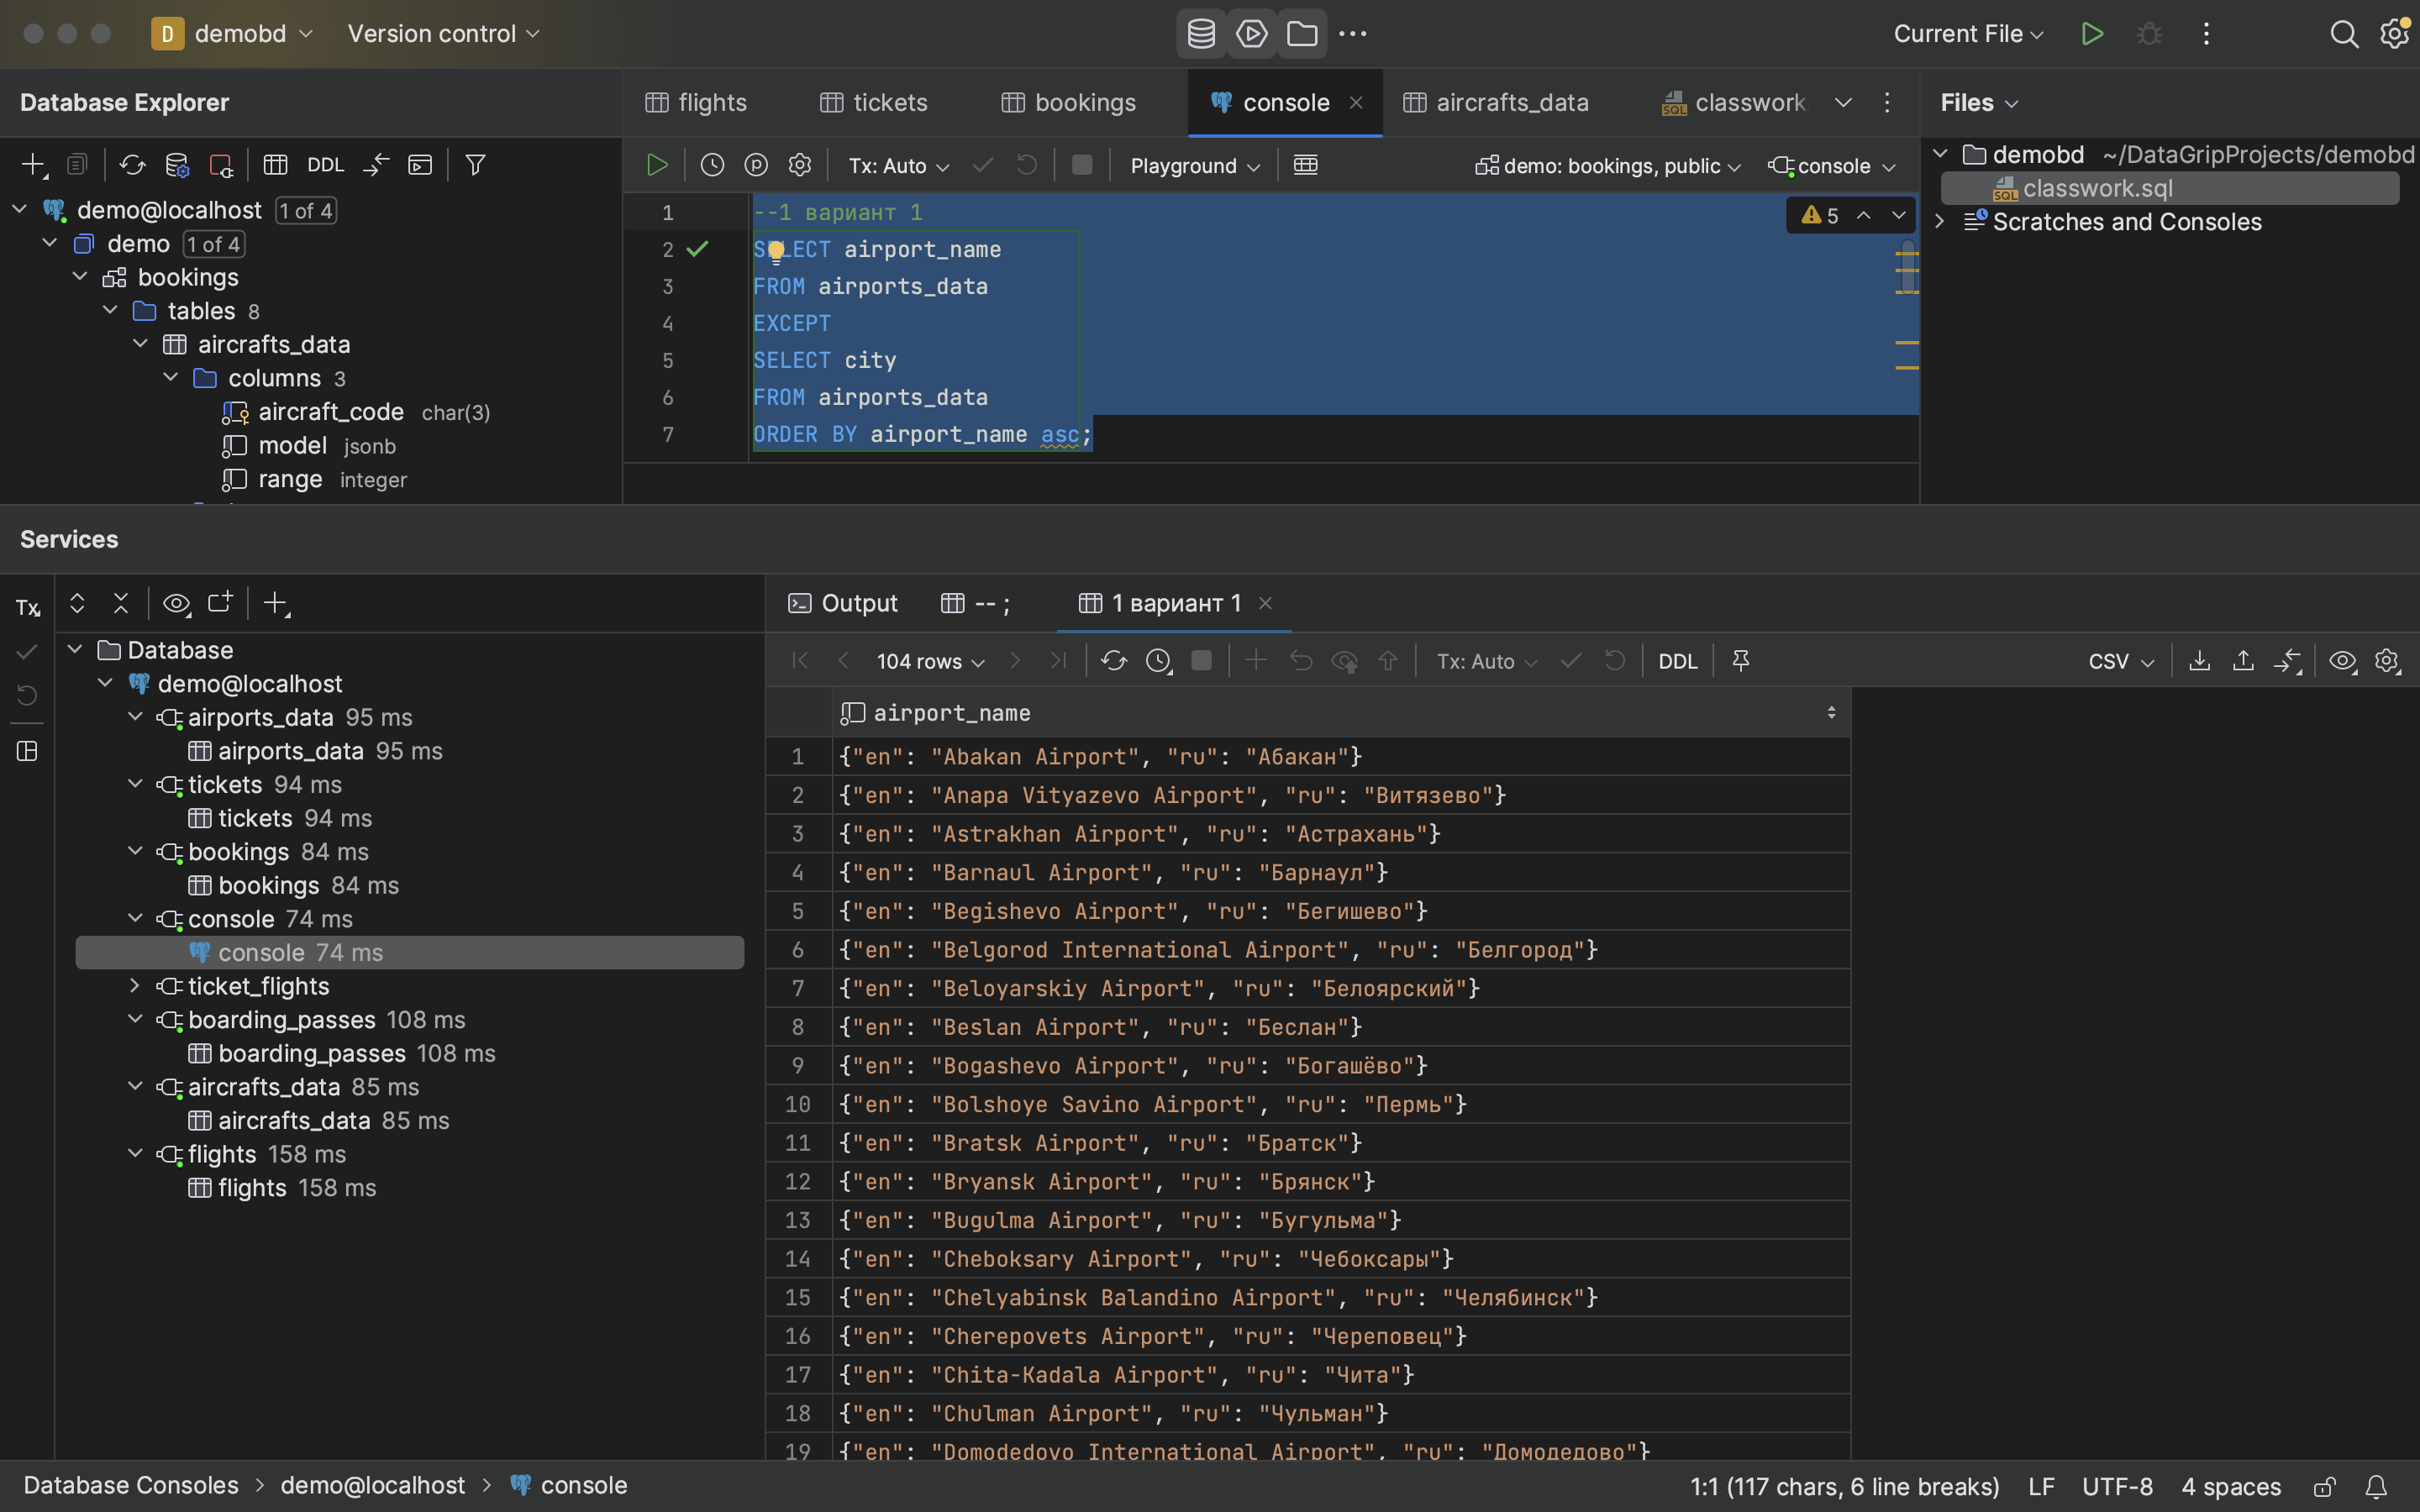 D demobd Version control Current File
Database Explorer
flights tickets bookings console aircrafts_data classwork
Files
DDL
Tx: Auto Playground demo: bookings, public console
demobd ~/DataGripProjects/demobd
classwork.sql
Scratches and Consoles
demo@localhost 1 of 4
demo 1 of 4
bookings
tables 8
aircrafts_data
columns 3
aircraft_code char(3)
model jsonb
range integer
1 --1 вариант 1
5
2 SELECT airport_name
3 FROM airports_data
4 EXCEPT
5 SELECT city
6 FROM airports_data
7 ORDER BY airport_name asc;
Services
Tx
Database
demo@localhost
airports_data 95 ms
airports_data 95 ms
tickets 94 ms
tickets 94 ms
bookings 84 ms
bookings 84 ms
console 74 ms
console 74 ms
ticket_flights
boarding_passes 108 ms
boarding_passes 108 ms
aircrafts_data 85 ms
aircrafts_data 85 ms
flights 158 ms
flights 158 ms
Output -- ; 1 вариант 1
104 rows Tx: Auto DDL CSV
airport_name
1 {"en": "Abakan Airport", "ru": "Абакан"}
2 {"en": "Anapa Vityazevo Airport", "ru": "Витязево"}
3 {"en": "Astrakhan Airport", "ru": "Астрахань"}
4 {"en": "Barnaul Airport", "ru": "Барнаул"}
5 {"en": "Begishevo Airport", "ru": "Бегишево"}
6 {"en": "Belgorod International Airport", "ru": "Белгород"}
7 {"en": "Beloyarskiy Airport", "ru": "Белоярский"}
8 {"en": "Beslan Airport", "ru": "Беслан"}
9 {"en": "Bogashevo Airport", "ru": "Богашёво"}
10 {"en": "Bolshoye Savino Airport", "ru": "Пермь"}
11 {"en": "Bratsk Airport", "ru": "Братск"}
12 {"en": "Bryansk Airport", "ru": "Брянск"}
13 {"en": "Bugulma Airport", "ru": "Бугульма"}
14 {"en": "Cheboksary Airport", "ru": "Чебоксары"}
15 {"en": "Chelyabinsk Balandino Airport", "ru": "Челябинск"}
16 {"en": "Cherepovets Airport", "ru": "Череповец"}
17 {"en": "Chita-Kadala Airport", "ru": "Чита"}
18 {"en": "Chulman Airport", "ru": "Чульман"}
19 {"en": "Domodedovo International Airport", "ru": "Домодедово"}
Database Consoles > demo@localhost > console
1:1 (117 chars, 6 line breaks) LF UTF-8 4 spaces